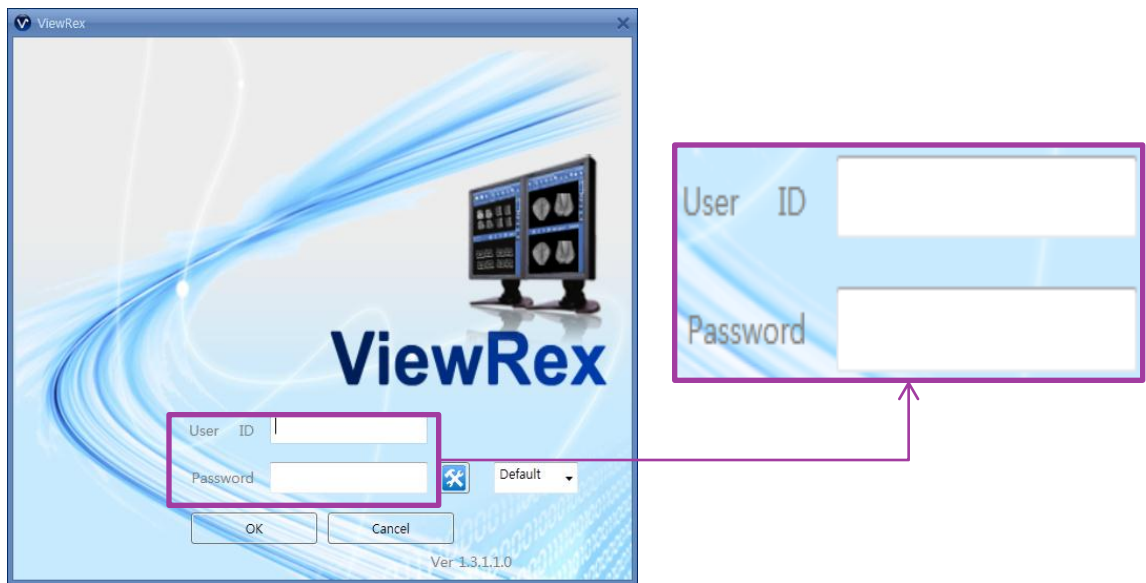 ViewRex
ViewRex
User ID
Password
Default
OK
Cancel
Ver 1.3.1.1.0
User ID
Password